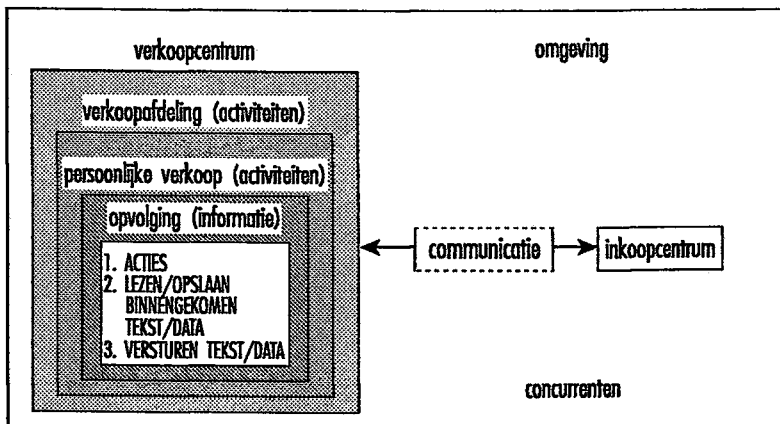 verkoopcentrum
omgeving
verkoopafdeling (activiteiten)
persoonlijke verkoop (activiteiten)
opvolging (informatie)
1. ACTIES
2. LEZEN/OPSLAAN
BINNENGEKOMEN
TEKST/DATA
3. VERSTUREN TEKST/DATA
communicatie
inkoopcentrum
concurrenten